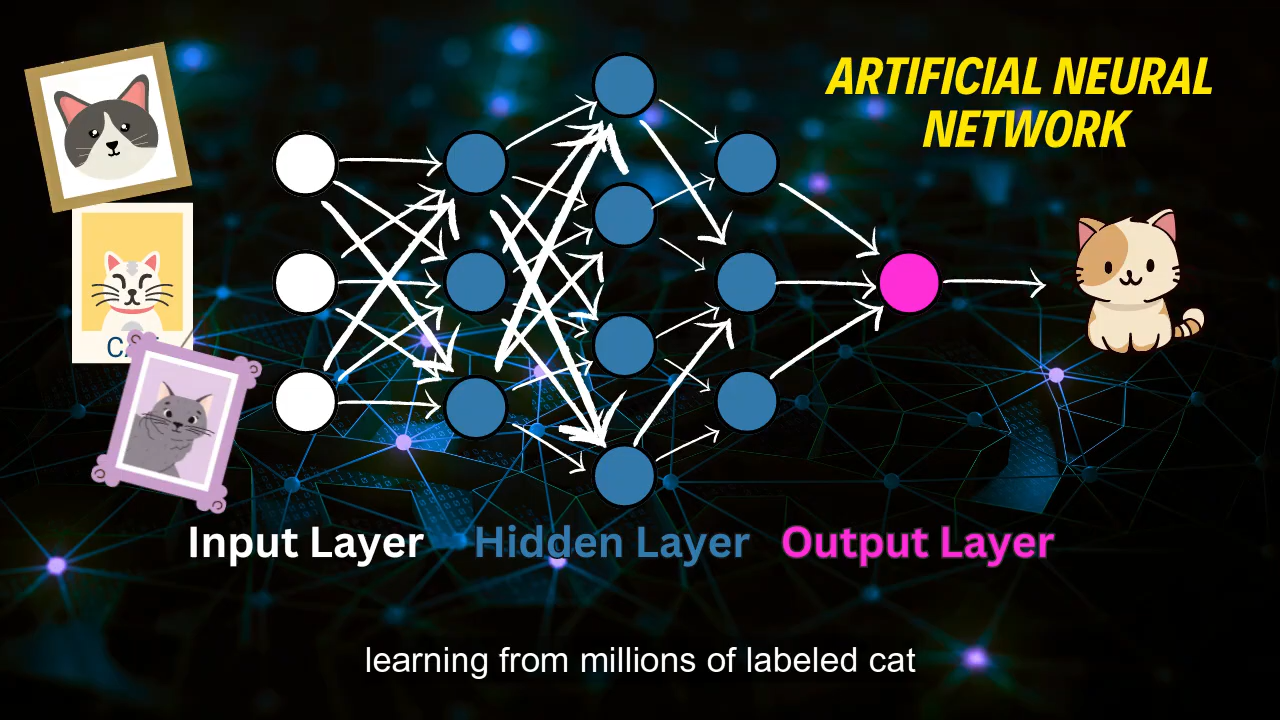 ARTIFICIAL NEURAL
NETWORK
Input Layer
Hidden Layer
Output Layer
learning from millions of labeled cat